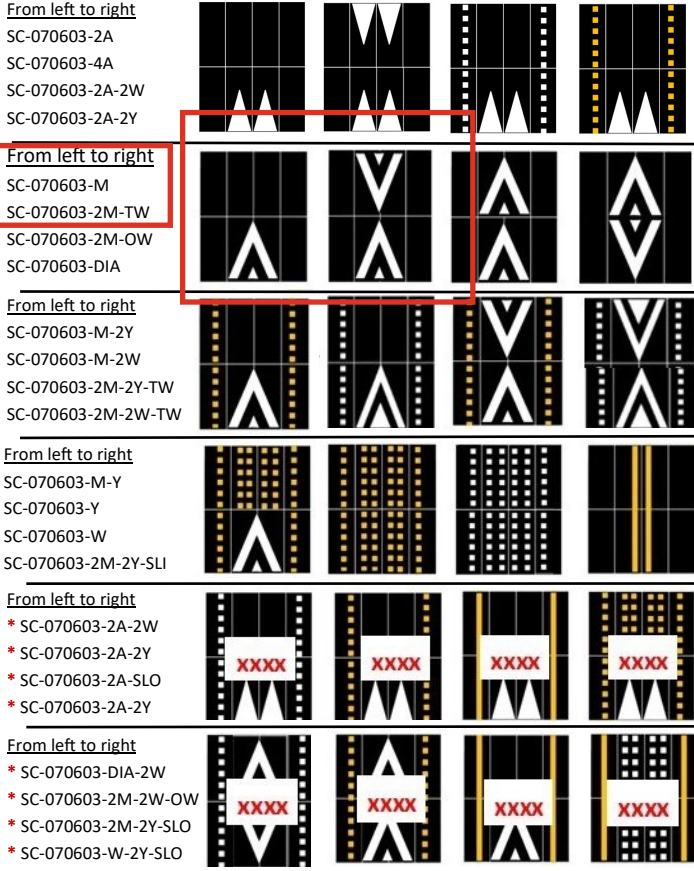 From left to right
SC-070603-2A
SC-070603-4A
SC-070603-2A-2W
SC-070603-2A-2Y
From left to right
SC-070603-M
SC-070603-2M-TW
SC-070603-2M-OW
SC-070603-DIA
From left to right
SC-070603-M-2Y
SC-070603-M-2W
SC-070603-2M-2Y-TW
SC-070603-2M-2W-TW
From left to right
SC-070603-M-Y
SC-070603-Y
SC-070603-W
SC-070603-2M-2Y-SLI
From left to right
* SC-070603-2A-2W
* SC-070603-2A-2Y
* SC-070603-2A-SLO
* SC-070603-2A-2Y
XXXX XXXX XXXX XXXX
From left to right
* SC-070603-DIA-2W
* SC-070603-2M-2W-OW
* SC-070603-2M-2Y-SLO
* SC-070603-W-2Y-SLO
XXXX XXXX XXXX XXXX